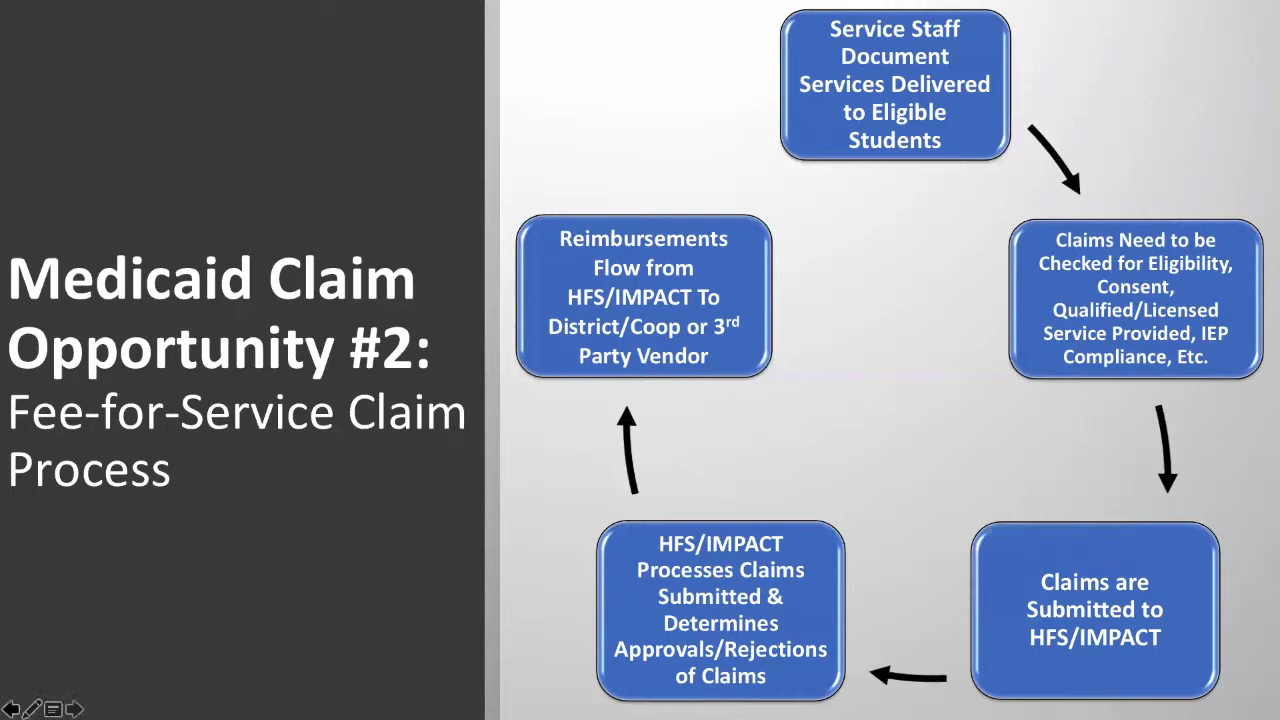 Medicaid Claim
Opportunity #2:
Fee-for-Service Claim
Process
Service Staff
Document
Services Delivered
to Eligible
Students
Claims Need to be
Checked for Eligibility,
Consent,
Qualified/Licensed
Service Provided, IEP
Compliance, Etc.
Claims are
Submitted to
HFS/IMPACT
HFS/IMPACT
Processes Claims
Submitted &
Determines
Approvals/Rejections
of Claims
Reimbursements
Flow from
HFS/IMPACT To
District/Coop or 3rd
Party Vendor